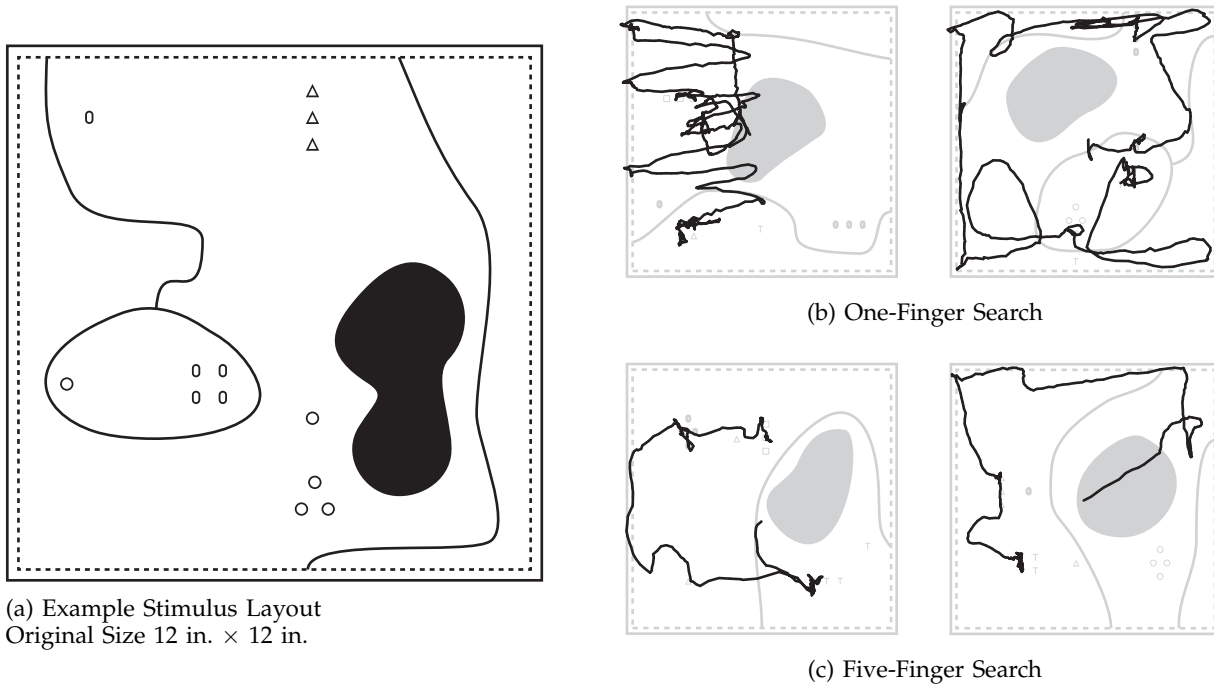 (a) Example Stimulus Layout
Original Size 12 in. × 12 in.
(b) One-Finger Search
(c) Five-Finger Search